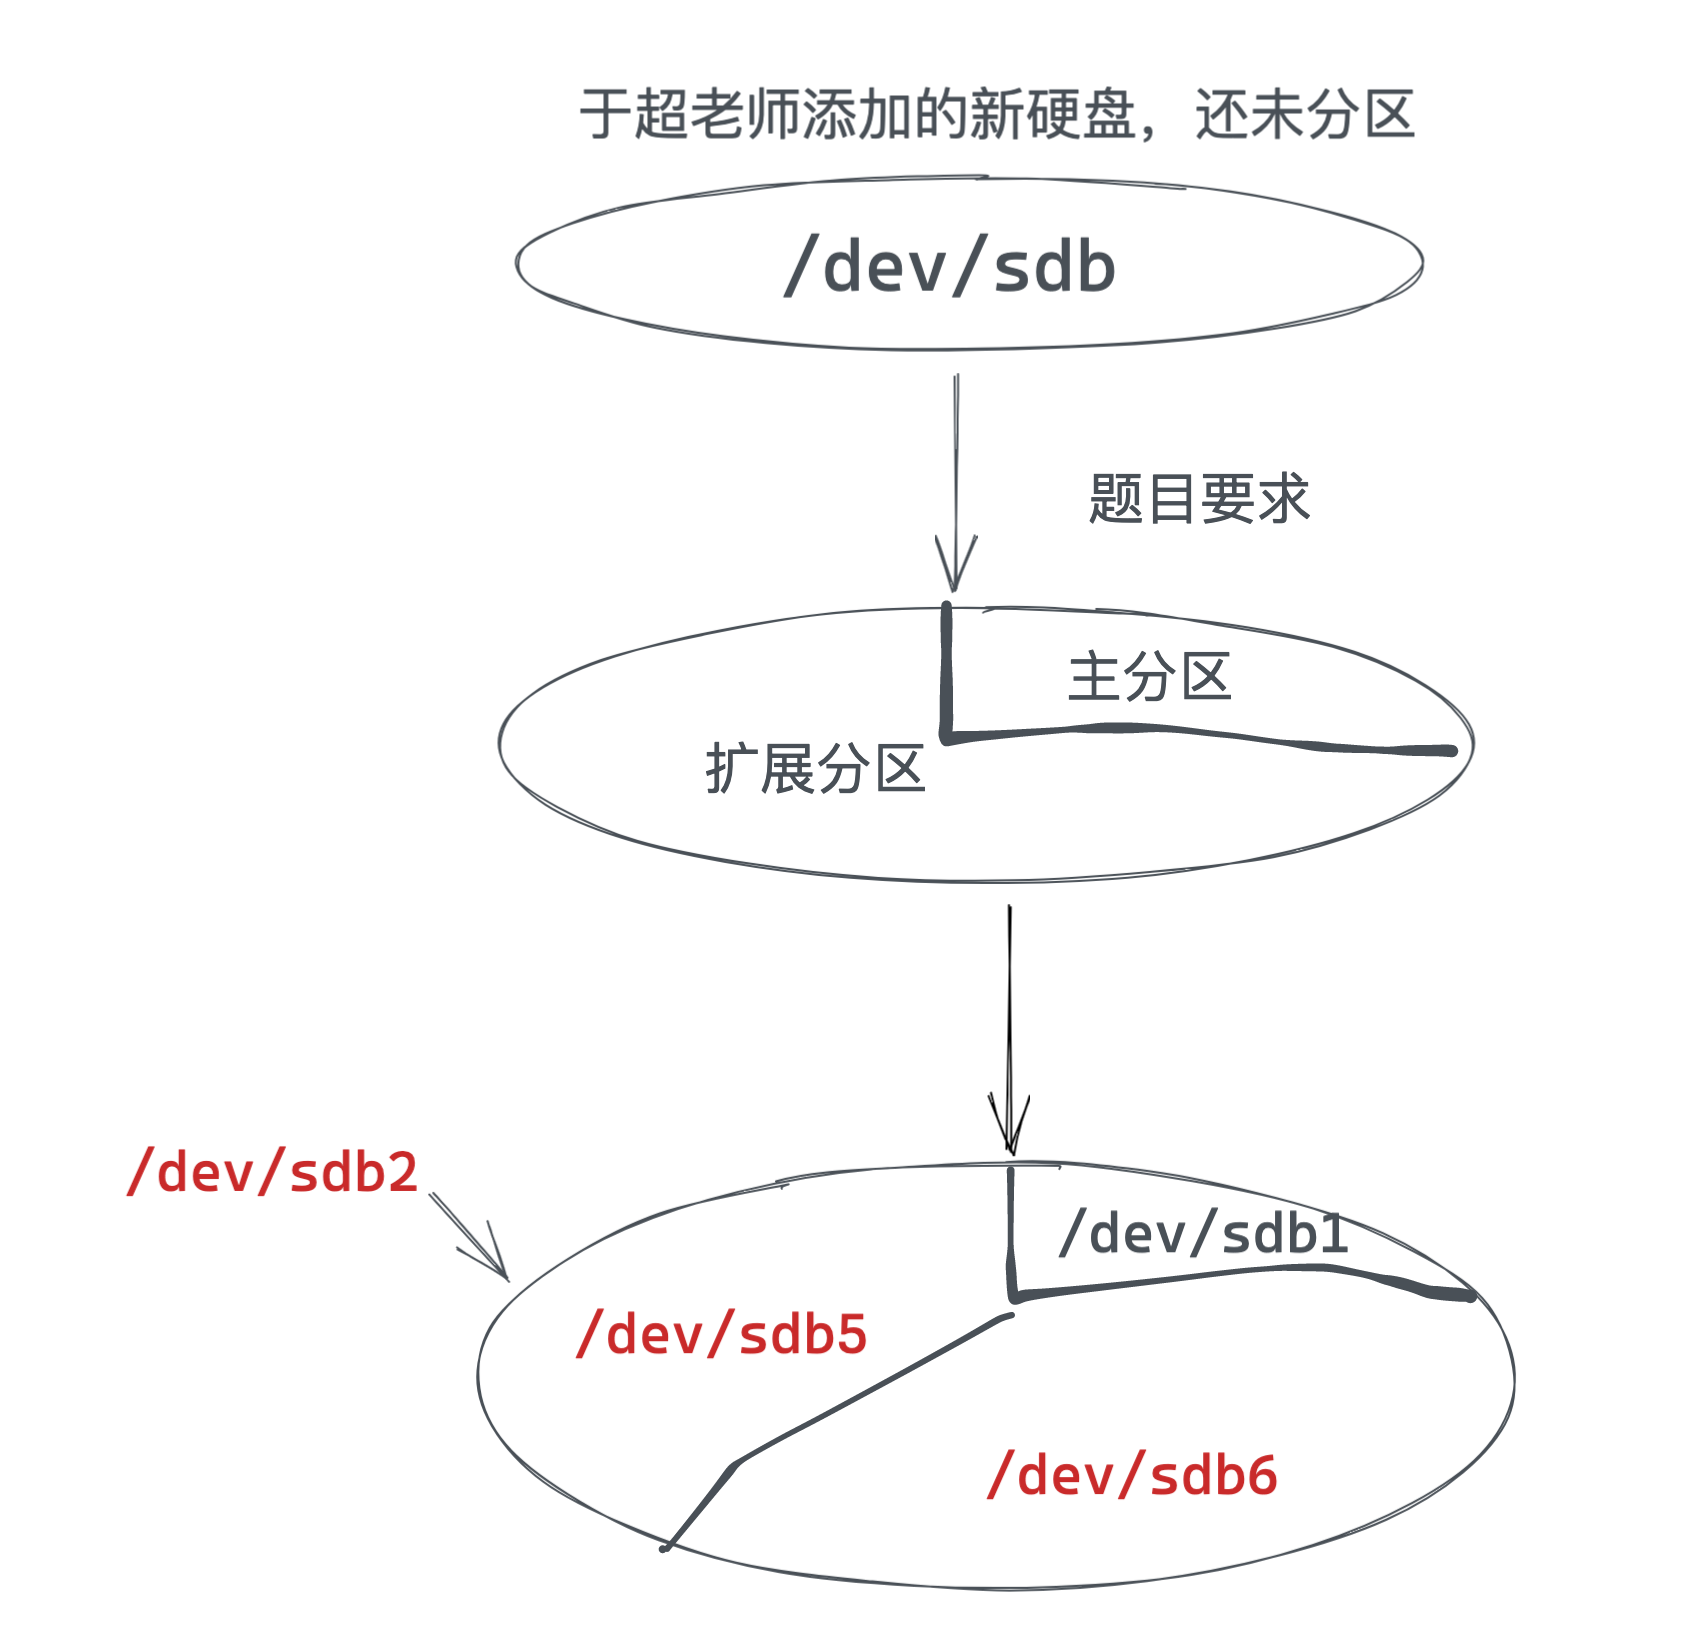 于超老师添加的新硬盘，还未分区
/dev/sdb
题目要求
主分区
扩展分区
/dev/sdb2
/dev/sdb1
/dev/sdb5
/dev/sdb6